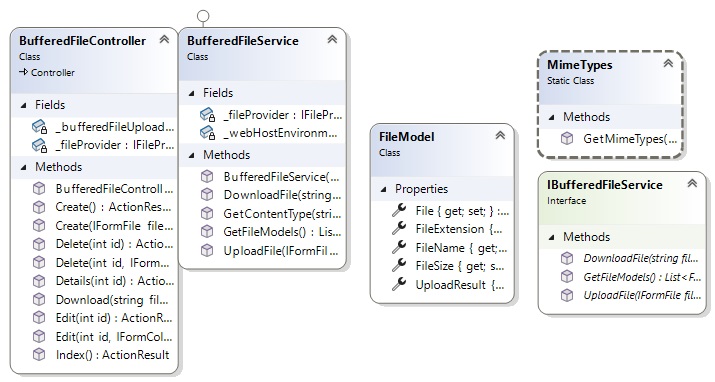 BufferedFileController
Class
Controller
Fields
_bufferedFileUpload...
_fileProvider : IFileP...
Methods
BufferedFileControll...
Create() : ActionRes...
Create(IFormFile file...
Delete(int id) : Actio...
Delete(int id, IForm...
Details(int id) : Actio...
Download(string fil...
Edit(int id) : ActionR...
Edit(int id, IFormCol...
Index() : ActionResult
BufferedFileService
Class
Fields
_fileProvider : IFilePr...
_webHostEnvironm...
Methods
BufferedFileService(...
DownloadFile(string...
GetContentType(stri...
GetFileModels() : Lis...
UploadFile(IFormFil...
FileModel
Class
Properties
File { get; set; } :...
FileExtension {...
FileName { get;...
FileSize { get; s...
UploadResult {...
MimeTypes
Static Class
Methods
GetMimeTypes(...
IBufferedFileService
Interface
Methods
DownloadFile(string fil...
GetFileModels() : List<F...
UploadFile(IFormFile fil...